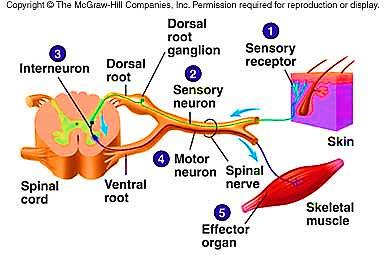 Copyright © The McGraw-Hill Companies, Inc. Permission required for reproduction or display.
Dorsal
root
ganglion
1
Sensory
receptor
3
Interneuron
Dorsal
root
2
Sensory
neuron
Skin
4 Motor
neuron
Spinal
nerve
Spinal
cord
Ventral
root
5
Effector
organ
Skeletal
muscle